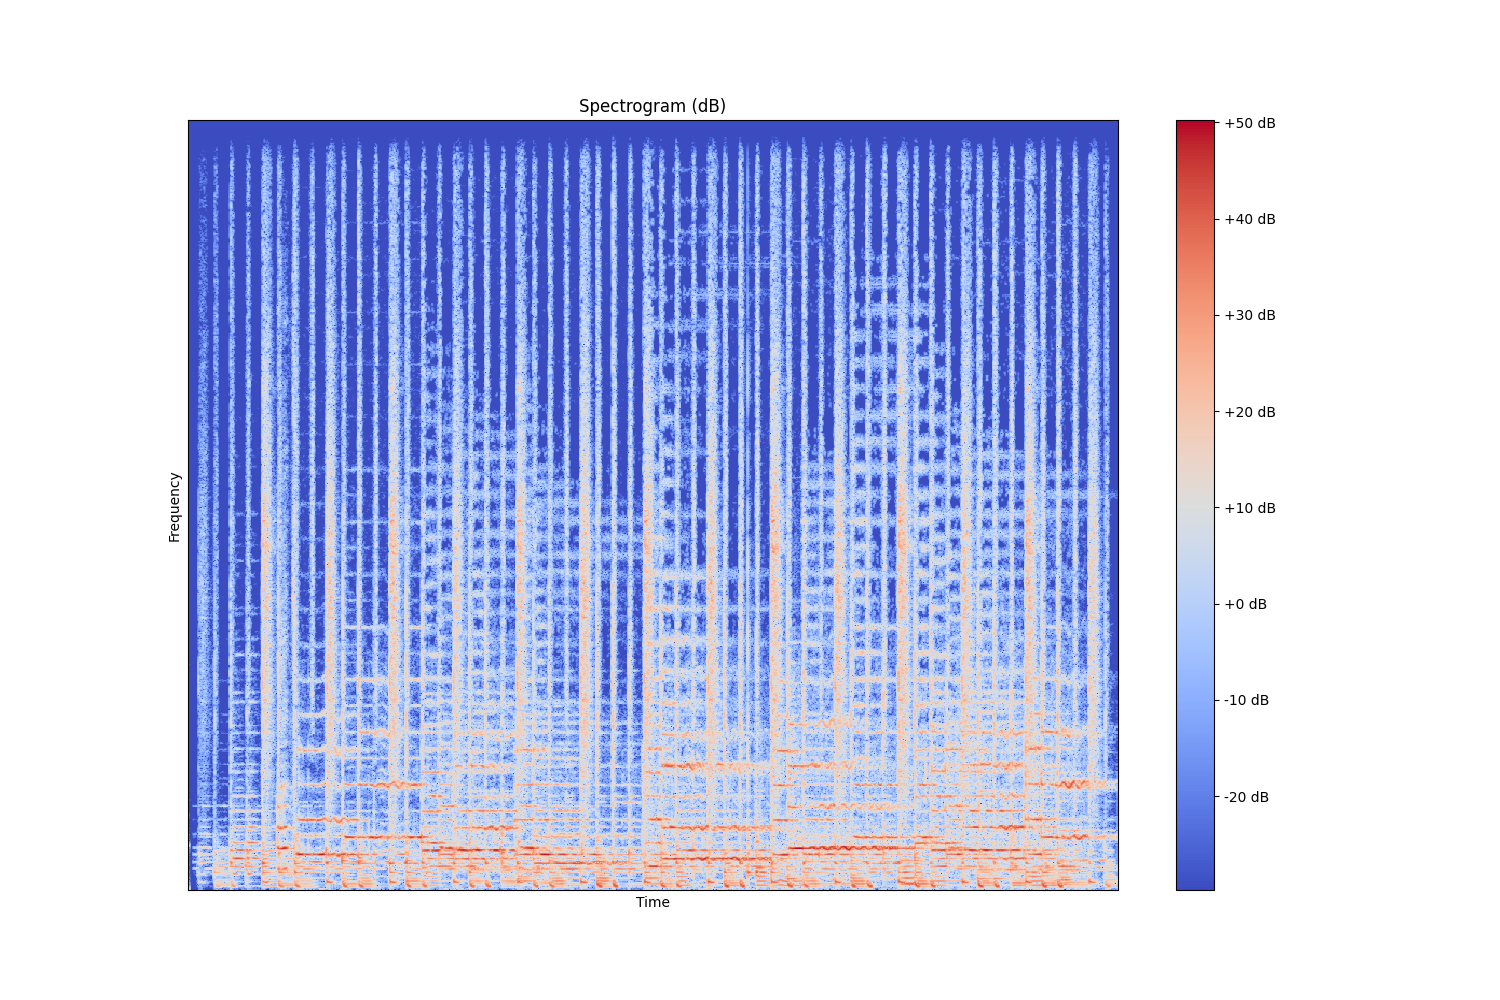 Spectrogram (dB)
Frequency
Time
+50 dB
+40 dB
+30 dB
+20 dB
+10 dB
+0 dB
-10 dB
-20 dB